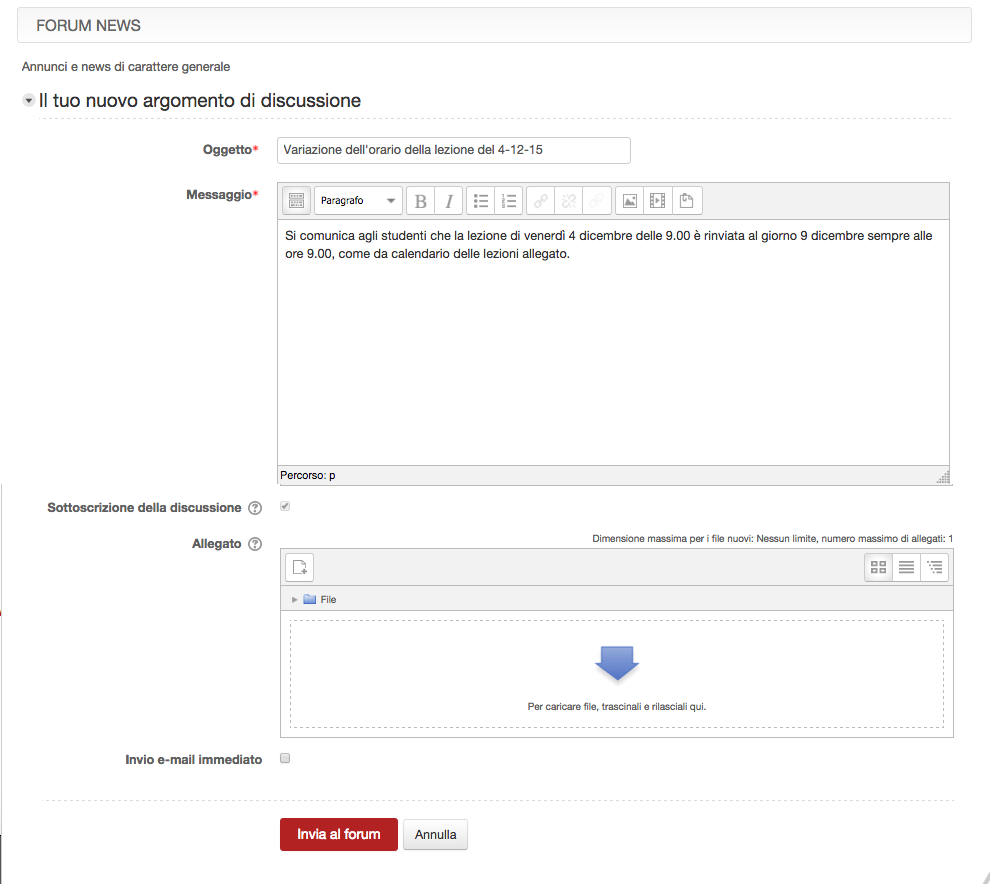 FORUM NEWS
Annunci e news di carattere generale
Il tuo nuovo argomento di discussione
Oggetto*
Variazione dell'orario della lezione del 4-12-15
Messaggio*
Paragrafo
B I
Si comunica agli studenti che la lezione di venerdì 4 dicembre delle 9.00 è rinviata al giorno 9 dicembre sempre alle
ore 9.00, come da calendario delle lezioni allegato.
Percorso: p
Sottoscrizione della discussione ?
Allegato ?
Dimensione massima per i file nuovi: Nessun limite, numero massimo di allegati: 1
File
Per caricare file, trascinali e rilasciali qui.
Invio e-mail immediato
Invia al forum
Annulla